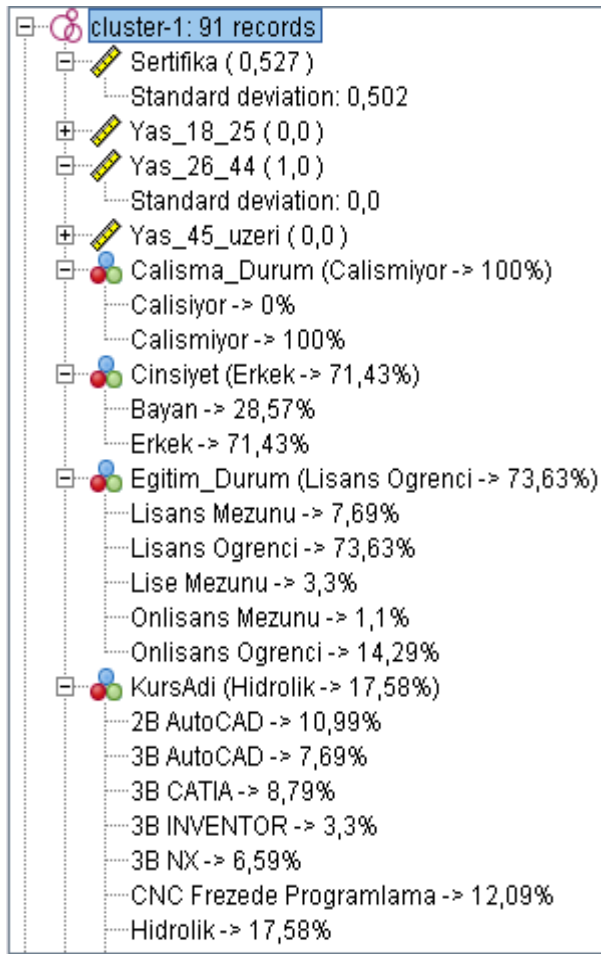 cluster-1: 91 records
Sertifika ( 0,527 )
Standard deviation: 0,502
Yas_18_25 ( 0,0 )
Yas_26_44 ( 1,0 )
Standard deviation: 0,0
Yas_45_uzeri ( 0,0 )
Calisma_Durum (Calismiyor -> 100%)
Calisiyor -> 0%
Calismiyor -> 100%
Cinsiyet (Erkek -> 71,43%)
Bayan -> 28,57%
Erkek -> 71,43%
Egitim_Durum (Lisans Ogrenci -> 73,63%)
Lisans Mezunu -> 7,69%
Lisans Ogrenci -> 73,63%
Lise Mezunu -> 3,3%
Onlisans Mezunu -> 1,1%
Onlisans Ogrenci -> 14,29%
KursAdi (Hidrolik -> 17,58%)
2B AutoCAD -> 10,99%
3B AutoCAD -> 7,69%
3B CATIA -> 8,79%
3B INVENTOR -> 3,3%
3B NX -> 6,59%
CNC Frezede Programlama -> 12,09%
Hidrolik -> 17,58%